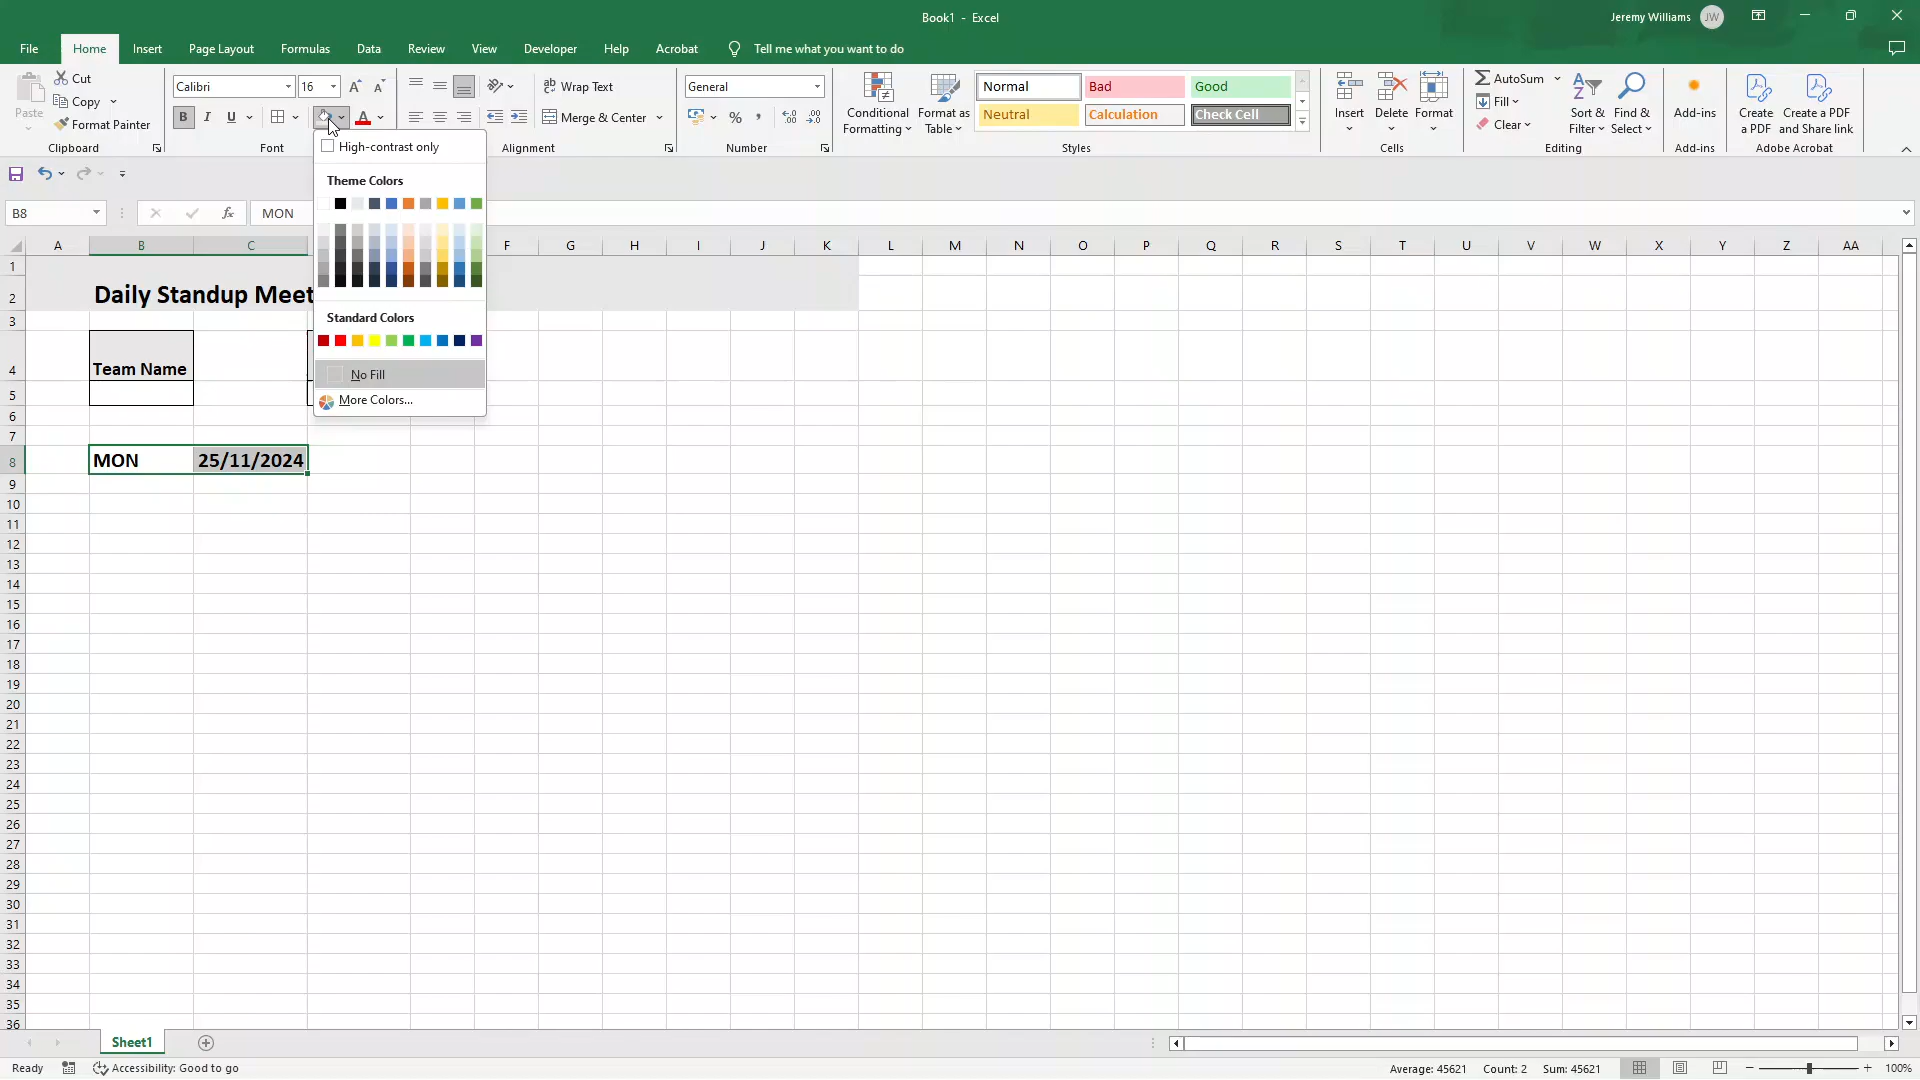 Book1 - Excel
Jeremy Williams JW
File Home Insert Page Layout Formulas Data Review View Developer Help Acrobat Tell me what you want to do
Paste
Cut
Copy
Format Painter
Clipboard
Calibri 16
B I U A
Font
Wrap Text
Merge & Center
Alignment
General
%
Number
Conditional Formatting
Format as Table
Normal Bad Good
Neutral Calculation Check Cell
Styles
Insert Delete Format
Cells
AutoSum
Fill
Clear
Sort & Filter
Find & Select
Editing
Add-ins
Add-ins
Create a PDF
Create a PDF and Share link
Adobe Acrobat
B8 fx MON
High-contrast only
Theme Colors
Standard Colors
No Fill
More Colors...
A B C F G H I J K L M N O P Q R S T U V W X Y Z AA
1
2 Daily Standup Meet
3
4 Team Name
5
6
7
8 MON 25/11/2024
9
10
11
12
13
14
15
16
17
18
19
20
21
22
23
24
25
26
27
28
29
30
31
32
33
34
35
36
Sheet1
Ready Accessibility: Good to go Average: 45621 Count: 2 Sum: 45621 100%